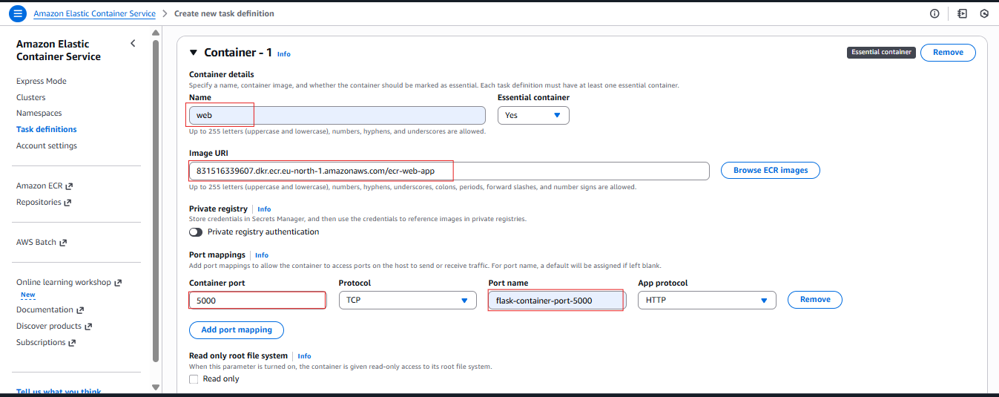 Amazon Elastic Container Service > Create new task definition
Amazon Elastic
Container Service
Express Mode
Clusters
Namespaces
Task definitions
Account settings
Amazon ECR
Repositories
AWS Batch
Online learning workshop
New
Documentation
Discover products
Subscriptions
Tell us what you think
Container - 1 Info
Essential container Remove
Container details
Specify a name, container image, and whether the container should be marked as essential. Each task definition must have at least one essential container.
Name Essential container
web Yes
Up to 255 letters (uppercase and lowercase), numbers, hyphens, and underscores are allowed.
Image URI
831516339607.dkr.ecr.eu-north-1.amazonaws.com/ecr-web-app Browse ECR images
Up to 255 letters (uppercase and lowercase), numbers, hyphens, underscores, colons, periods, forward slashes, and number signs are allowed.
Private registry Info
Store credentials in Secrets Manager, and then use the credentials to reference images in private registries.
Private registry authentication
Port mappings Info
Add port mappings to allow the container to access ports on the host to send or receive traffic. For port name, a default will be assigned if left blank.
Container port Protocol Port name App protocol
5000 TCP flask-container-port-5000 HTTP Remove
Add port mapping
Read only root file system Info
When this parameter is turned on, the container is given read-only access to its root file system.
Read only